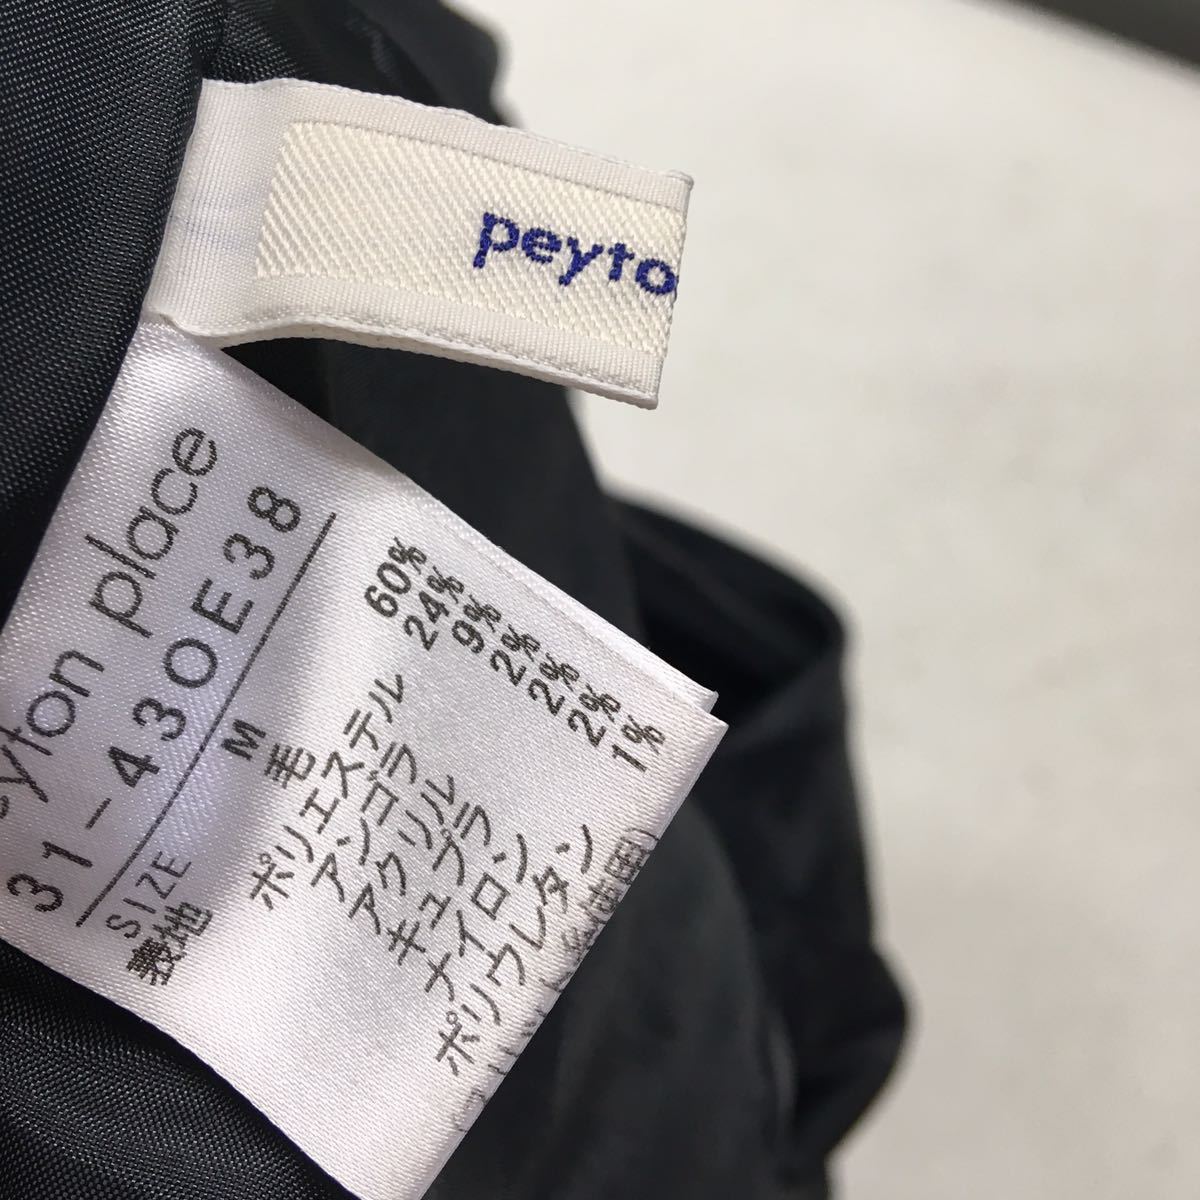 peyto
yton place
31-430E38
SIZE M
表地 毛 60%
ポリエステル 24%
アンゴラ 9%
アクリル 2%
キュプラ 2%
ナイロン 2%
ポリウレタン 1%
使用)